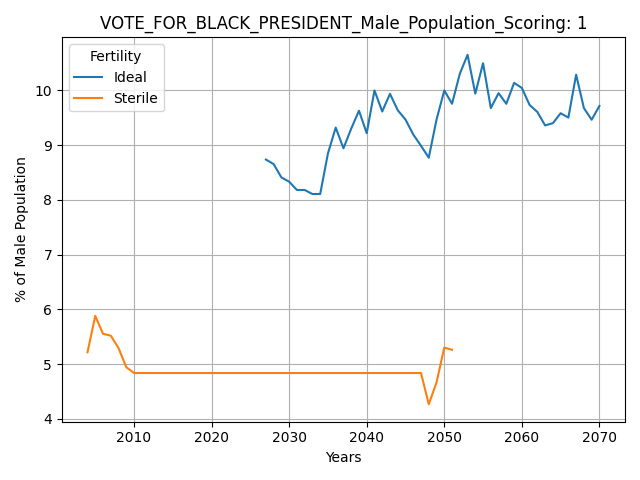 VOTE_FOR_BLACK_PRESIDENT_Male_Population_Scoring: 1
Fertility
Ideal
Sterile
% of Male Population
10
9
8
7
6
5
4
2010 2020 2030 2040 2050 2060 2070
Years